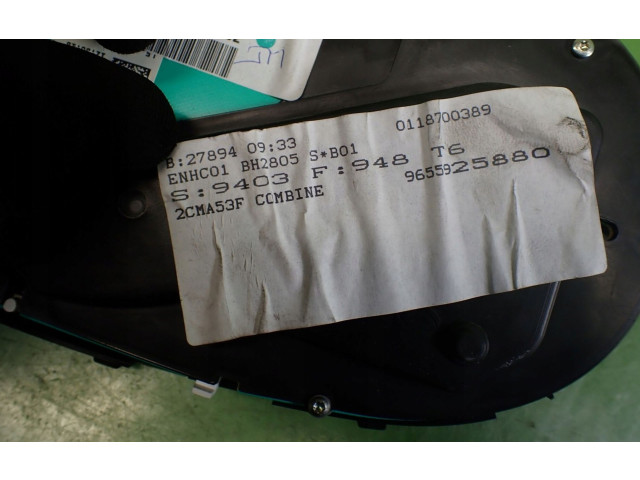 B:27894 09:33 0118700389
ENHC01 BH2805 S*B01
S:9403 F:948 T6
2CMA53F COMBINE 9655925880